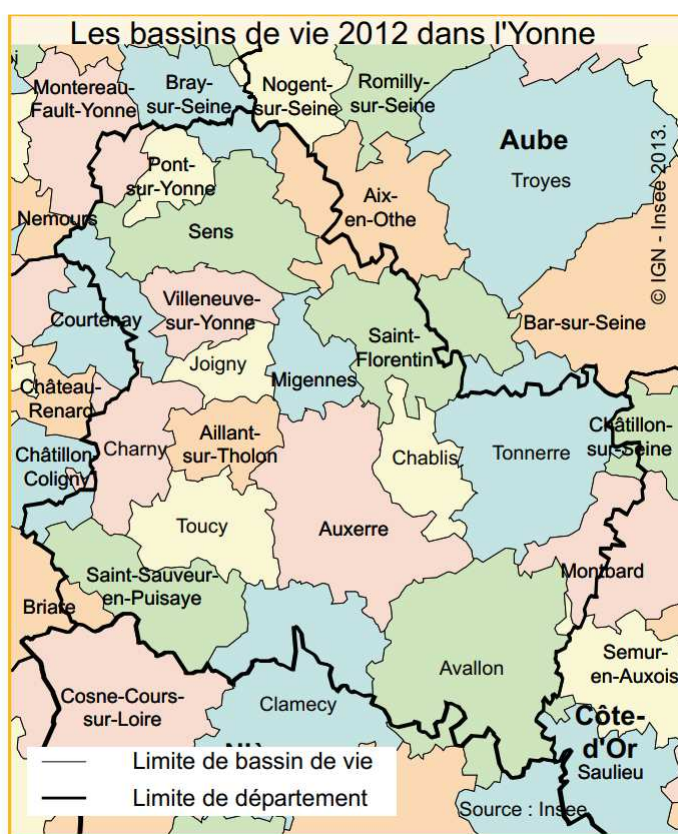 Les bassins de vie 2012 dans l'Yonne
Montereau-
Fault-Yonne
Bray-
sur-Seine
Nogent-
sur-Seine
Romilly-
sur-Seine
Aube
Troyes
Pont-
sur-Yonne
Aix-
en-Othe
Nemours
Sens
© IGN - Insee 2013.
Courtenay
Villeneuve-
sur-Yonne
Bar-sur-Seine
Saint-
Florentin
Joigny
Migennes
Château-
Renard
Châtillon-
sur-Seine
Charny
Aillant-
sur-Tholon
Chablis
Tonnerre
Châtillon
Coligny
Toucy
Auxerre
Montbard
Saint-Sauveur-
en-Puisaye
Briare
Semur-
en-Auxois
Avallon
Cosne-Cours-
sur-Loire
Clamecy
Côte-
d'Or
Saulieu
Limite de bassin de vie
Limite de département
Source : Insee